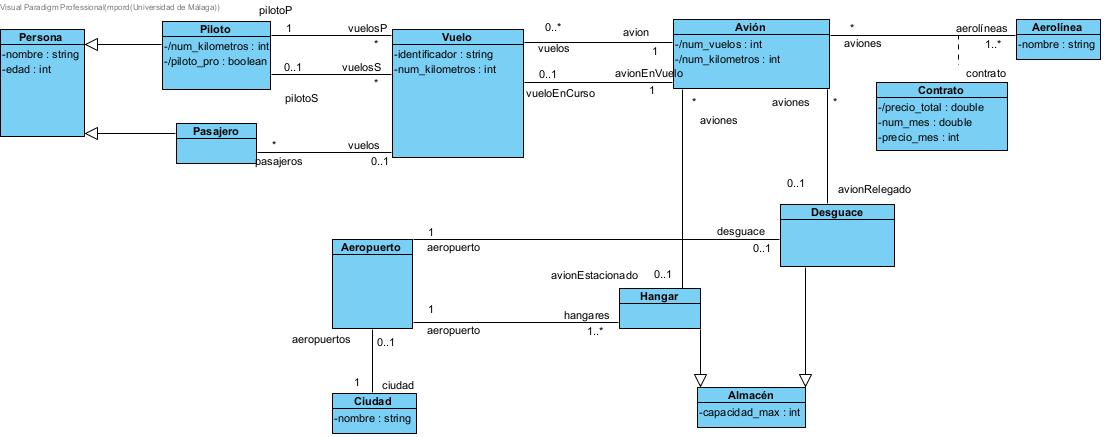 Visual Paradigm Professional(mpord(Universidad de Málaga))
pilotoP
Persona
-nombre : string
-edad : int
Piloto
-/num_kilometros : int
-/piloto_pro : boolean
1
vuelosP
*
0..1
vuelosS
*
pilotoS
Pasajero
*
pasajeros
vuelos
0..1
Vuelo
-identificador : string
-num_kilometros : int
0..*
vuelos
avion
1
0..1
vueloEnCurso
avionEnVuelo
1
Avión
-/num_vuelos : int
-/num_kilometros : int
*
aviones
aerolíneas
1..*
Aerolínea
-nombre : string
contrato
Contrato
-/precio_total : double
-num_mes : double
-precio_mes : int
*
aviones
aviones
*
0..1
avionRelegado
Desguace
1
aeropuerto
desguace
0..1
Aeropuerto
avionEstacionado
0..1
Hangar
1
aeropuerto
hangares
1..*
aeropuertos
0..1
1
ciudad
Ciudad
-nombre : string
Almacén
-capacidad_max : int